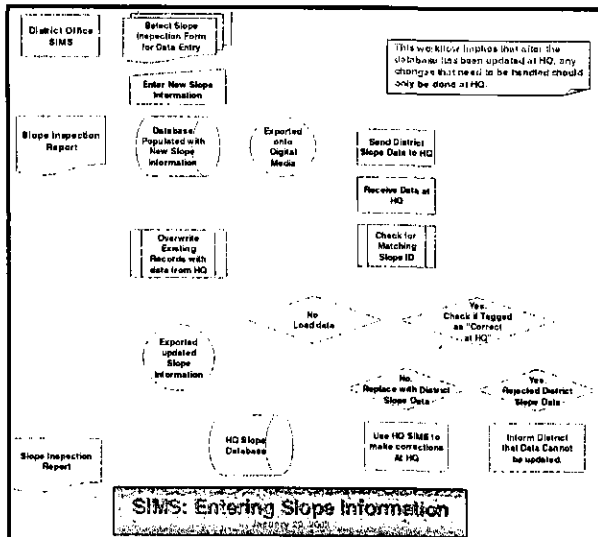 District Office
SIMS
Select Slope
Inspection Form
for Data Entry
This workflow implies that after the
database has been updated at HQ, any
changes that need to be handled should
only be done at HQ.
Enter New Slope
Information
Slope Inspection
Report
Database
Populated with
New Slope
Information
Exported
onto
Digital
Media
Send District
Slope Data to HQ
Receive Data at
HQ
Overwrite
Existing
Records with
data from HQ
Check for
Matching
Slope ID
No
Load data
Yes.
Check if Tagged
as "Correct
at HQ"
Exported
updated
Slope
Information
No.
Replace with District
Slope Data
Yes.
Rejected District
Slope Data
Slope Inspection
Report
HQ Slope
Database
Use HQ SIMS to
make corrections
At HQ
Inform District
that Data Cannot
be updated.
SIMS: Entering Slope Information
January